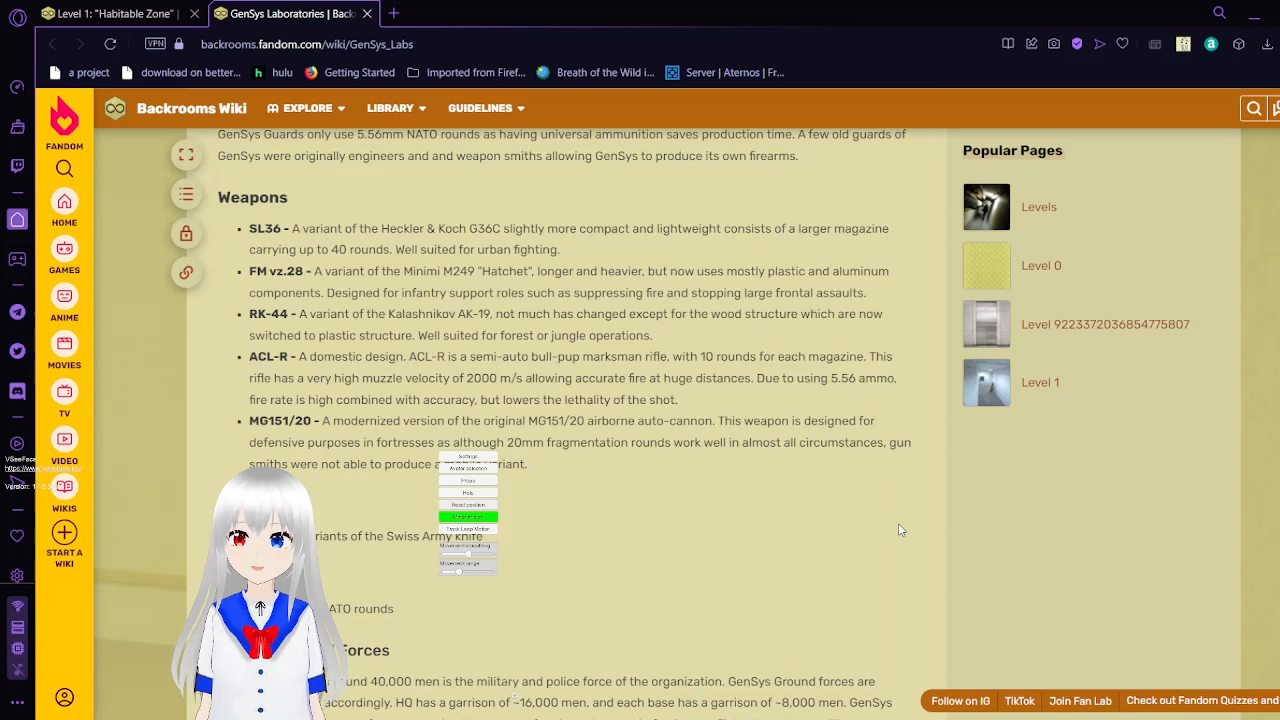 Level 1: "Habitable Zone"
GenSys Laboratories | Back
VPN
backrooms.fandom.com/wiki/GenSys_Labs
a project
download on better...
hulu
Getting Started
Imported from Firef...
Breath of the Wild i...
Server | Aternos | Fr...
FANDOM
HOME
GAMES
ANIME
MOVIES
TV
VIDEO
WIKIS
START A
WIKI
Backrooms Wiki
EXPLORE
LIBRARY
GUIDELINES
GenSys Guards only use 5.56mm NATO rounds as having universal ammunition saves production time. A few old guards of
GenSys were originally engineers and and weapon smiths allowing GenSys to produce its own firearms.
Weapons
SL36 - A variant of the Heckler & Koch G36C slightly more compact and lightweight consists of a larger magazine
carrying up to 40 rounds. Well suited for urban fighting.
FM vz.28 - A variant of the Minimi M249 "Hatchet", longer and heavier, but now uses mostly plastic and aluminum
components. Designed for infantry support roles such as suppressing fire and stopping large frontal assaults.
RK-44 - A variant of the Kalashnikov AK-19, not much has changed except for the wood structure which are now
switched to plastic structure. Well suited for forest or jungle operations.
ACL-R - A domestic design. ACL-R is a semi-auto bull-pup marksman rifle, with 10 rounds for each magazine. This
rifle has a very high muzzle velocity of 2000 m/s allowing accurate fire at huge distances. Due to using 5.56 ammo,
fire rate is high combined with accuracy, but lowers the lethality of the shot.
MG151/20 - A modernized version of the original MG151/20 airborne auto-cannon. This weapon is designed for
defensive purposes in fortresses as although 20mm fragmentation rounds work well in almost all circumstances, gun
smiths were not able to produce a variant.
Settings
Avatar selection
Props
Help
Reset position
Track Leap Motion
Movement smoothing
Movement range
riants of the Swiss Army knife
ATO rounds
Forces
und 40,000 men is the military and police force of the organization. GenSys Ground forces are
accordingly, HQ has a garrison of ~16,000 men, and each base has a garrison of ~8,000 men. GenSys
Popular Pages
Levels
Level 0
Level 9223372036854775807
Level 1
Follow on IG
TikTok
Join Fan Lab
Check out Fandom Quizzes and